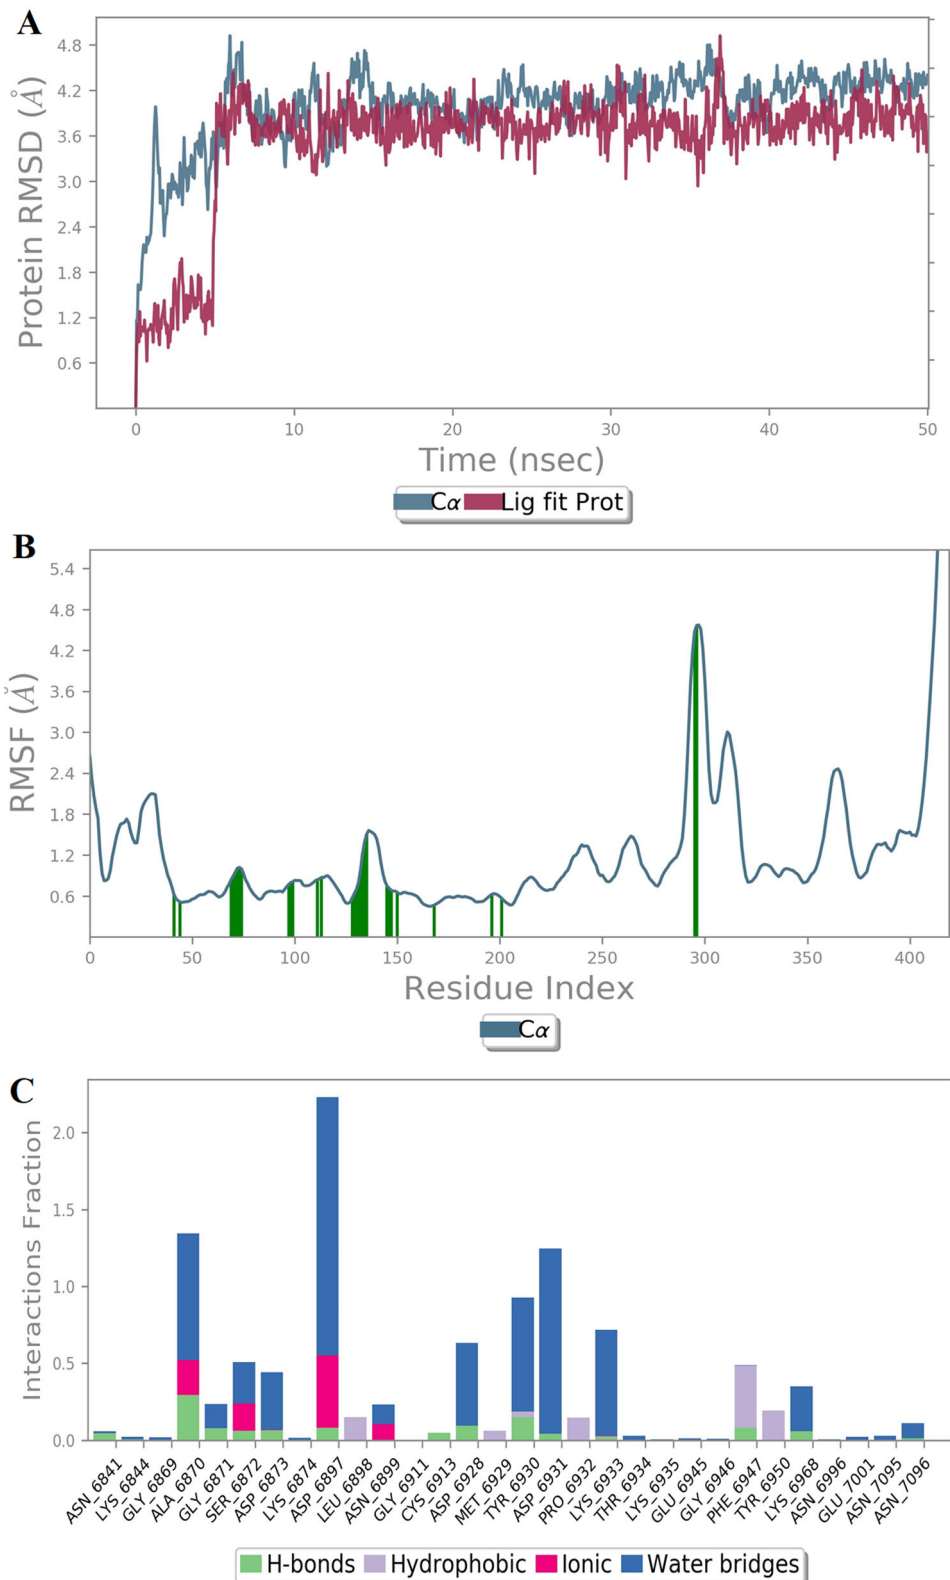 A
Protein RMSD (Å)
4.8
4.2
3.6
3.0
2.4
1.8
1.2
0.6
0 10 20 30 40 50
Time (nsec)
Cα Lig fit Prot
B
RMSF (Å)
5.4
4.8
4.2
3.6
3.0
2.4
1.8
1.2
0.6
0 50 100 150 200 250 300 350 400
Residue Index
Cα
C
Interactions Fraction
2.0
1.5
1.0
0.5
0.0
ASN_6841
LYS_6844
GLY_6869
ALA_6870
GLY_6871
SER_6872
ASP_6873
LYS_6874
ASP_6897
LEU_6898
ASN_6899
GLY_6911
CYS_6913
ASP_6928
MET_6929
TYR_6930
ASP_6931
PRO_6932
LYS_6933
THR_6934
LYS_6935
GLU_6945
GLY_6946
PHE_6947
TYR_6950
LYS_6968
ASN_6996
GLU_7001
ASN_7095
ASN_7096
H-bonds Hydrophobic Ionic Water bridges